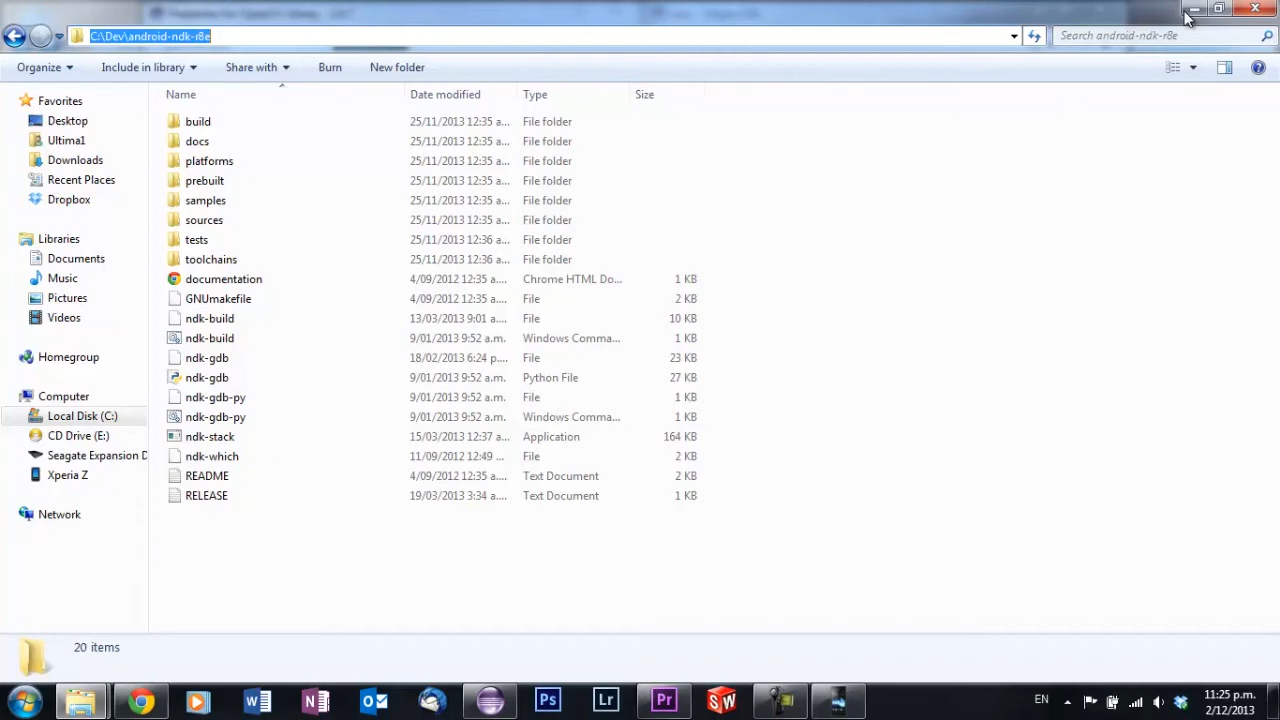 C:\Dev\android-ndk-r8e
Search android-ndk-r8e
Organize Include in library Share with Burn New folder
Name Date modified Type Size
Favorites
Desktop
Ultima1
Downloads
Recent Places
Dropbox
Libraries
Documents
Music
Pictures
Videos
Homegroup
Computer
Local Disk (C:)
CD Drive (E:)
Seagate Expansion D
Xperia Z
Network
build 25/11/2013 12:35 a... File folder
docs 25/11/2013 12:35 a... File folder
platforms 25/11/2013 12:35 a... File folder
prebuilt 25/11/2013 12:35 a... File folder
samples 25/11/2013 12:35 a... File folder
sources 25/11/2013 12:35 a... File folder
tests 25/11/2013 12:36 a... File folder
toolchains 25/11/2013 12:36 a... File folder
documentation 4/09/2012 12:35 a.... Chrome HTML Do... 1 KB
GNUmakefile 4/09/2012 12:35 a.... File 2 KB
ndk-build 13/03/2013 9:01 a.... File 10 KB
ndk-build 9/01/2013 9:52 a.m. Windows Comma... 1 KB
ndk-gdb 18/02/2013 6:24 p.... File 23 KB
ndk-gdb 9/01/2013 9:52 a.m. Python File 27 KB
ndk-gdb-py 9/01/2013 9:52 a.m. File 1 KB
ndk-gdb-py 9/01/2013 9:52 a.m. Windows Comma... 1 KB
ndk-stack 15/03/2013 12:37 a... Application 164 KB
ndk-which 11/09/2012 12:49 ... File 2 KB
README 4/09/2012 12:35 a.... Text Document 2 KB
RELEASE 19/03/2013 3:34 a.... Text Document 1 KB
20 items
Ps Lr Pr SW
EN
11:25 p.m.
2/12/2013